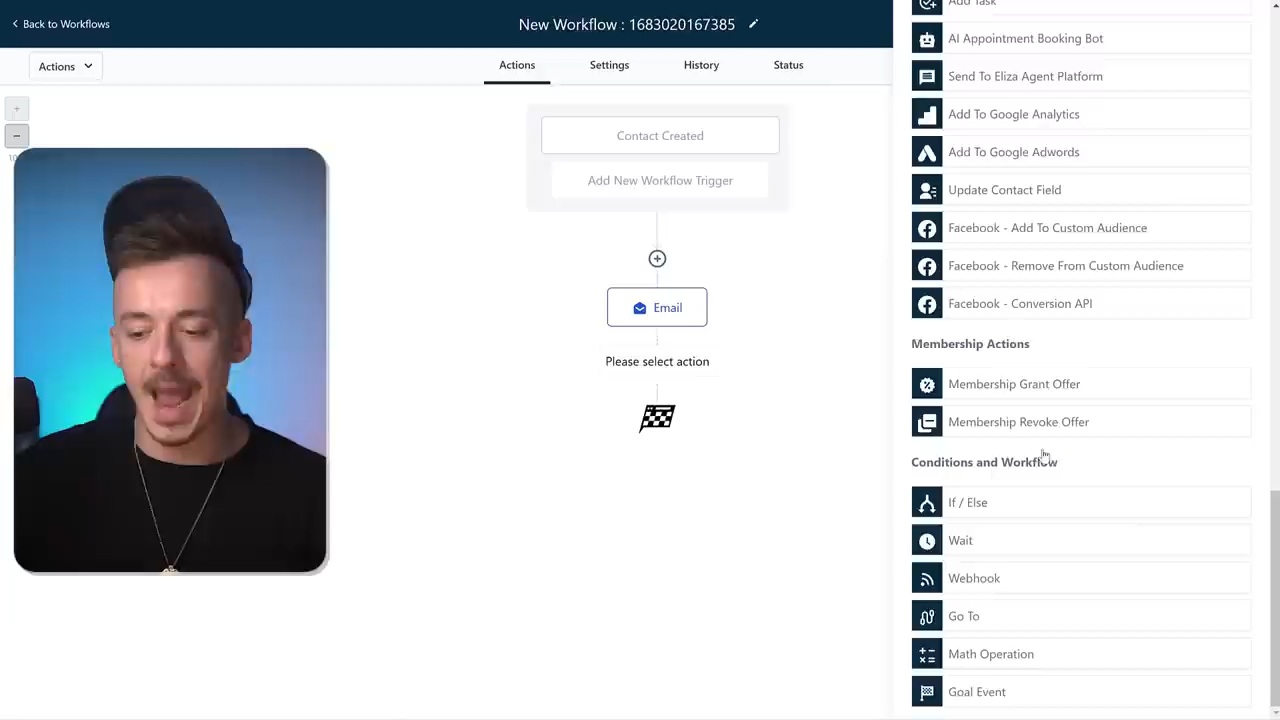 Back to Workflows
New Workflow : 1683020167385
Actions
Actions
Settings
History
Status
Contact Created
Add New Workflow Trigger
Email
Please select action
Add Task
AI Appointment Booking Bot
Send To Eliza Agent Platform
Add To Google Analytics
Add To Google Adwords
Update Contact Field
Facebook - Add To Custom Audience
Facebook - Remove From Custom Audience
Facebook - Conversion API
Membership Actions
Membership Grant Offer
Membership Revoke Offer
Conditions and Workflow
If / Else
Wait
Webhook
Go To
Math Operation
Goal Event